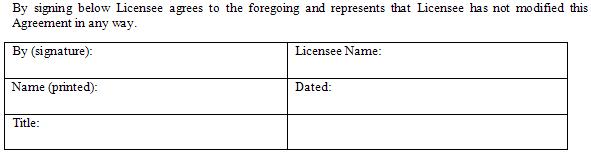 By signing below Licensee agrees to the foregoing and represents that Licensee has not modified this
Agreement in any way.
By (signature): Licensee Name:
Name (printed): Dated:
Title: